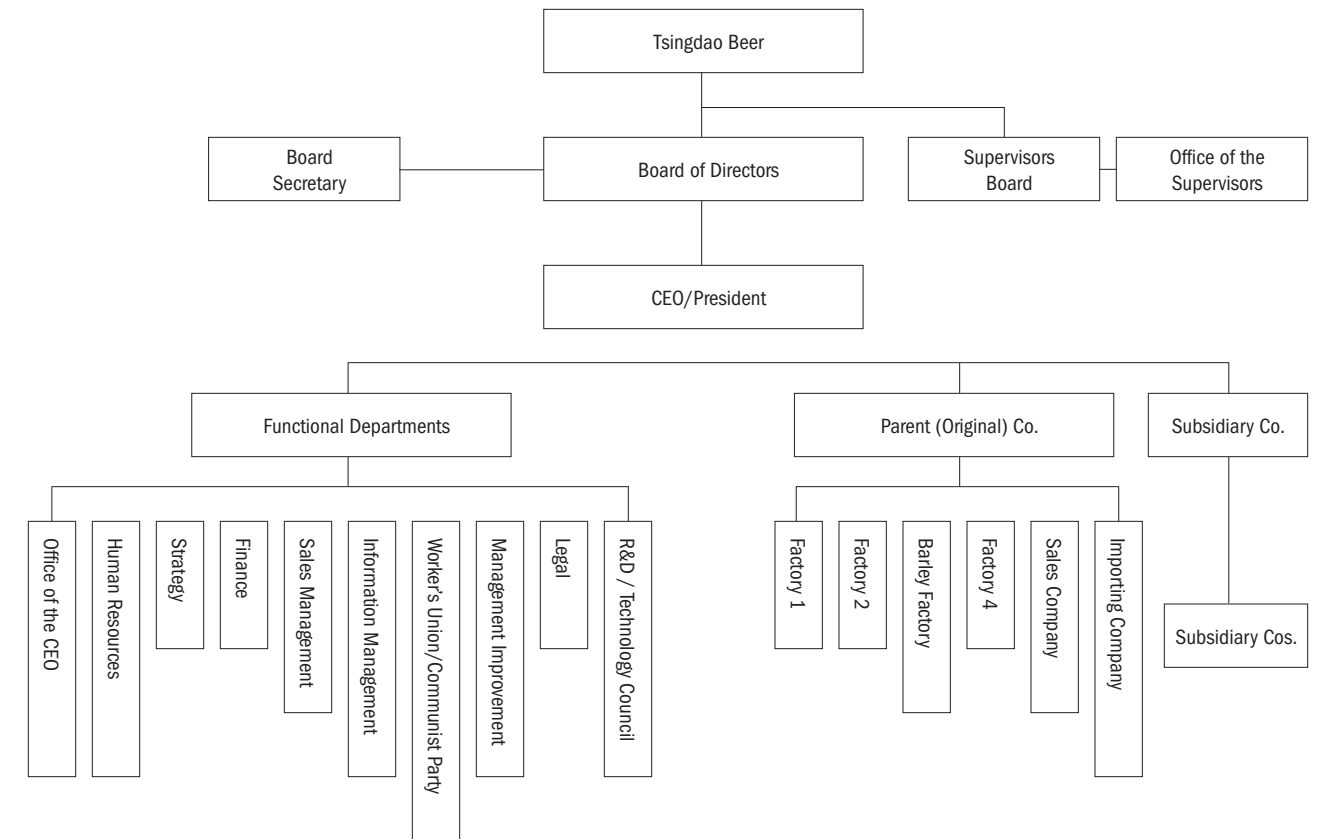 Tsingdao Beer
Board
Secretary
Board of Directors
Supervisors
Board
Office of the
Supervisors
CEO/President
Functional Departments
Parent (Original) Co.
Subsidiary Co.
Office of the CEO
Human Resources
Strategy
Finance
Sales Management
Information Management
Worker's Union/Communist Party
Management Improvement
Legal
R&D / Technology Council
Factory 1
Factory 2
Barley Factory
Factory 4
Sales Company
Importing Company
Subsidiary Cos.